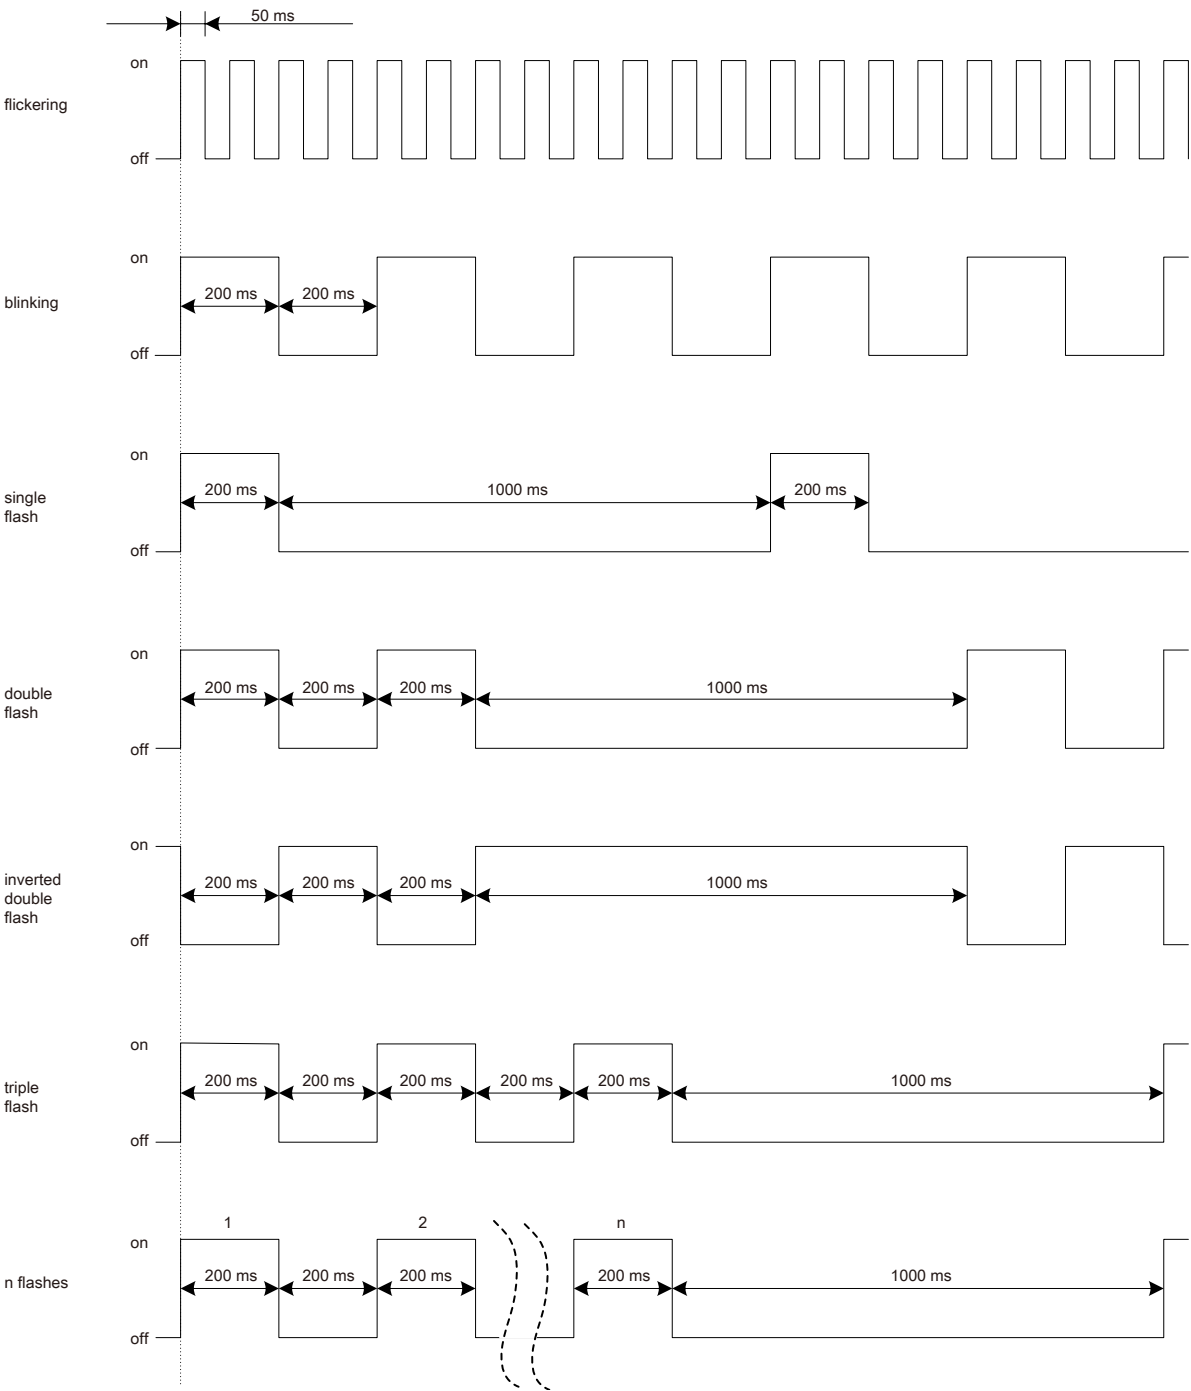 50 ms
on
flickering
off
on
200 ms 200 ms
blinking
off
on
200 ms 1000 ms 200 ms
single
flash
off
on
200 ms 200 ms 200 ms 1000 ms
double
flash
off
on
200 ms 200 ms 200 ms 1000 ms
inverted
double
flash
off
on
200 ms 200 ms 200 ms 200 ms 200 ms 1000 ms
triple
flash
off
1 2 n
on
200 ms 200 ms 200 ms 200 ms 1000 ms
n flashes
off